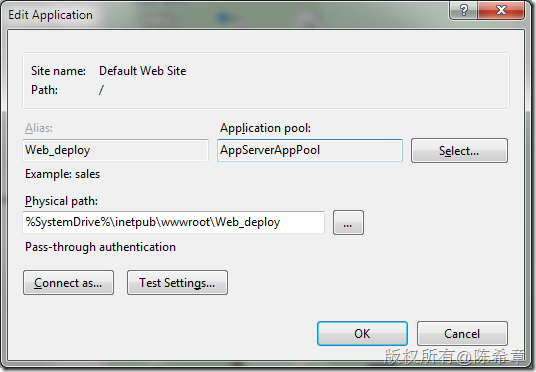 Edit Application
Site name: Default Web Site
Path: /
Alias: Application pool:
Web_deploy AppServerAppPool Select...
Example: sales
Physical path:
%SystemDrive%\inetpub\wwwroot\Web_deploy ...
Pass-through authentication
Connect as... Test Settings...
OK Cancel
版权所有@陈希章